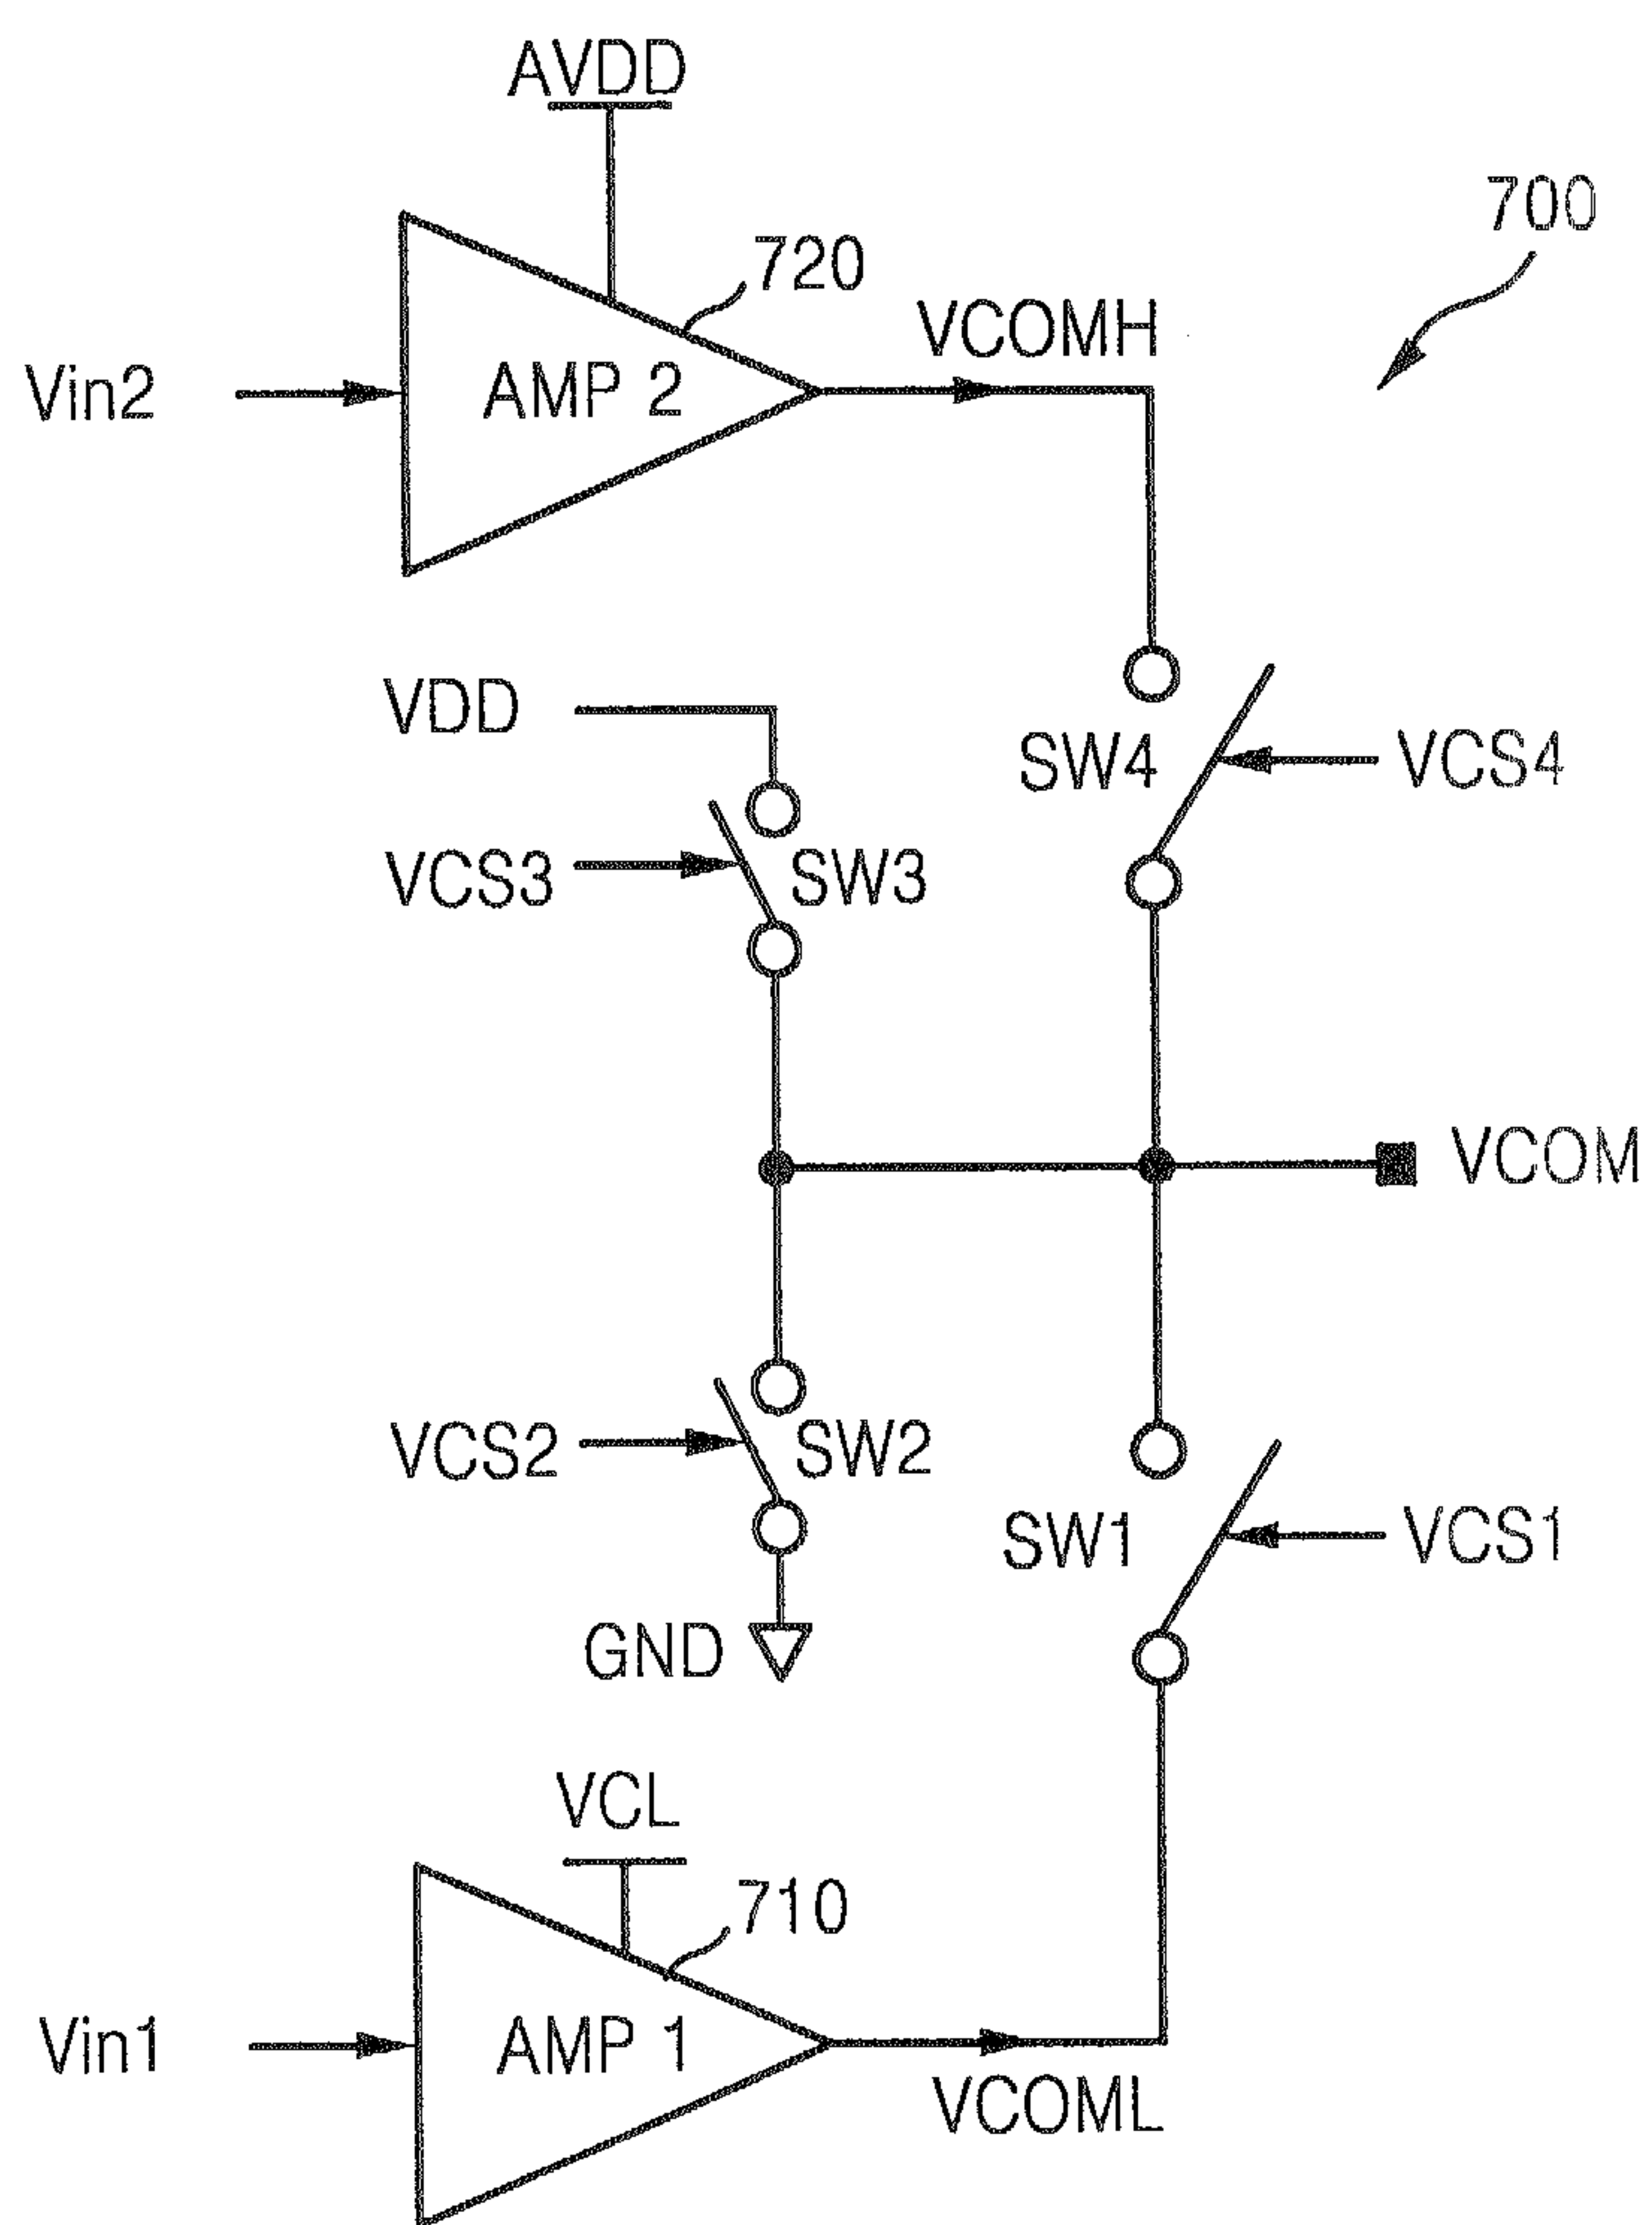 AVDD
700
720
VCOMH
Vin2
AMP 2
VDD
SW4
VCS4
VCS3
SW3
VCOM
VCS2
SW2
SW1
VCS1
GND
VCL
710
Vin1
AMP 1
VCOML